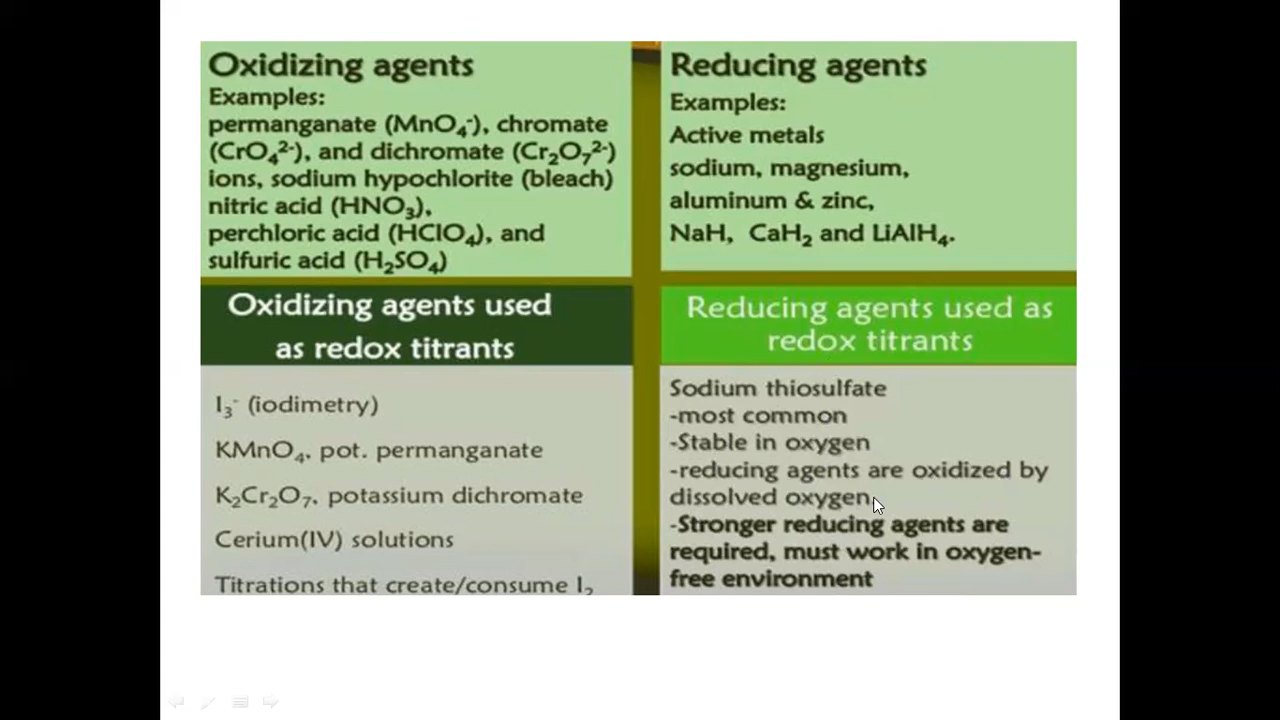 Oxidizing agents
Examples:
permanganate (MnO₄⁻), chromate
(CrO₄²⁻), and dichromate (Cr₂O₇²⁻)
ions, sodium hypochlorite (bleach)
nitric acid (HNO₃),
perchloric acid (HClO₄), and
sulfuric acid (H₂SO₄)
Reducing agents
Examples:
Active metals
sodium, magnesium,
aluminum & zinc,
NaH, CaH₂ and LiAlH₄.
Oxidizing agents used
as redox titrants
I₃⁻ (iodimetry)
KMnO₄, pot. permanganate
K₂Cr₂O₇, potassium dichromate
Cerium(IV) solutions
Titrations that create/consume I₂
Reducing agents used as
redox titrants
Sodium thiosulfate
-most common
-Stable in oxygen
-reducing agents are oxidized by
dissolved oxygen
-Stronger reducing agents are
required, must work in oxygen-
free environment